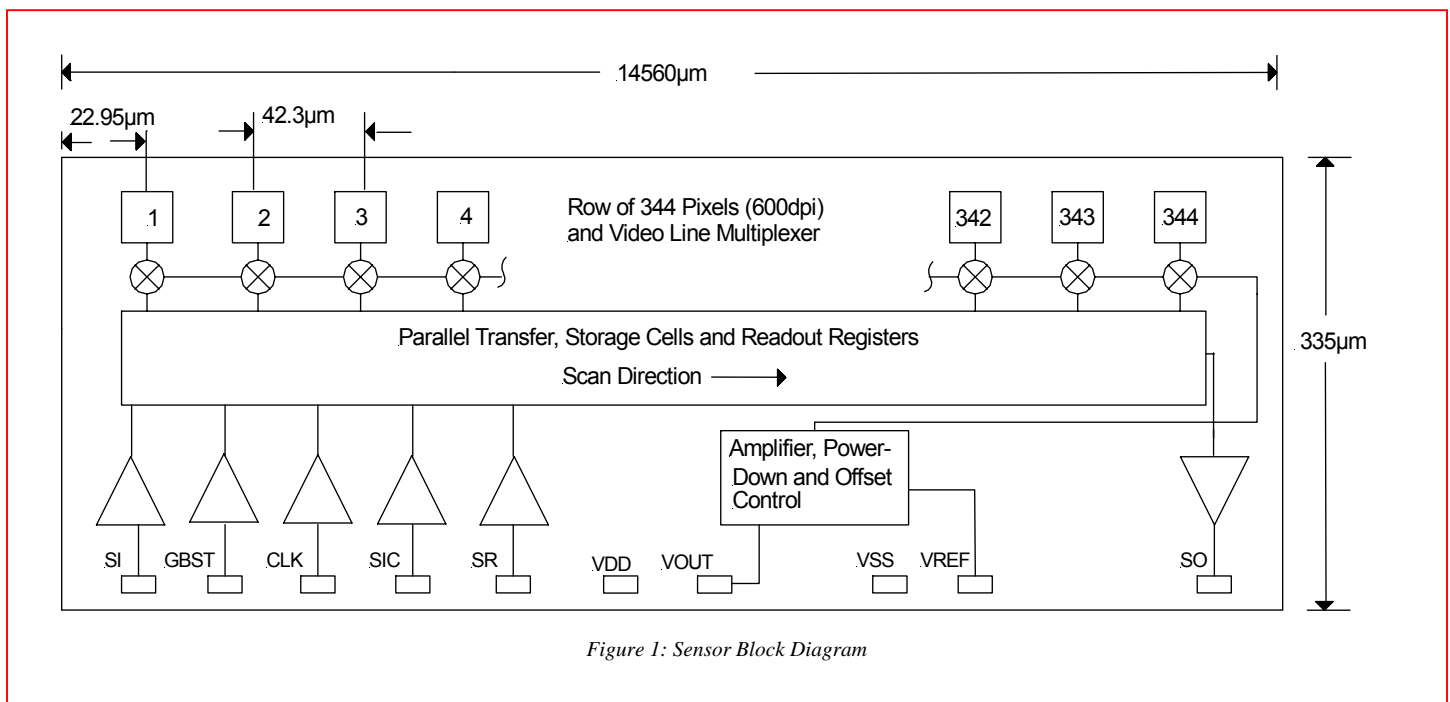 14560µm
22.95µm
42.3µm
1
2
3
4
Row of 344 Pixels (600dpi)
and Video Line Multiplexer
342
343
344
Parallel Transfer, Storage Cells and Readout Registers
Scan Direction
335µm
Amplifier, Power-
Down and Offset
Control
SI
GBST
CLK
SIC
SR
VDD
VOUT
VSS
VREF
SO
Figure 1: Sensor Block Diagram